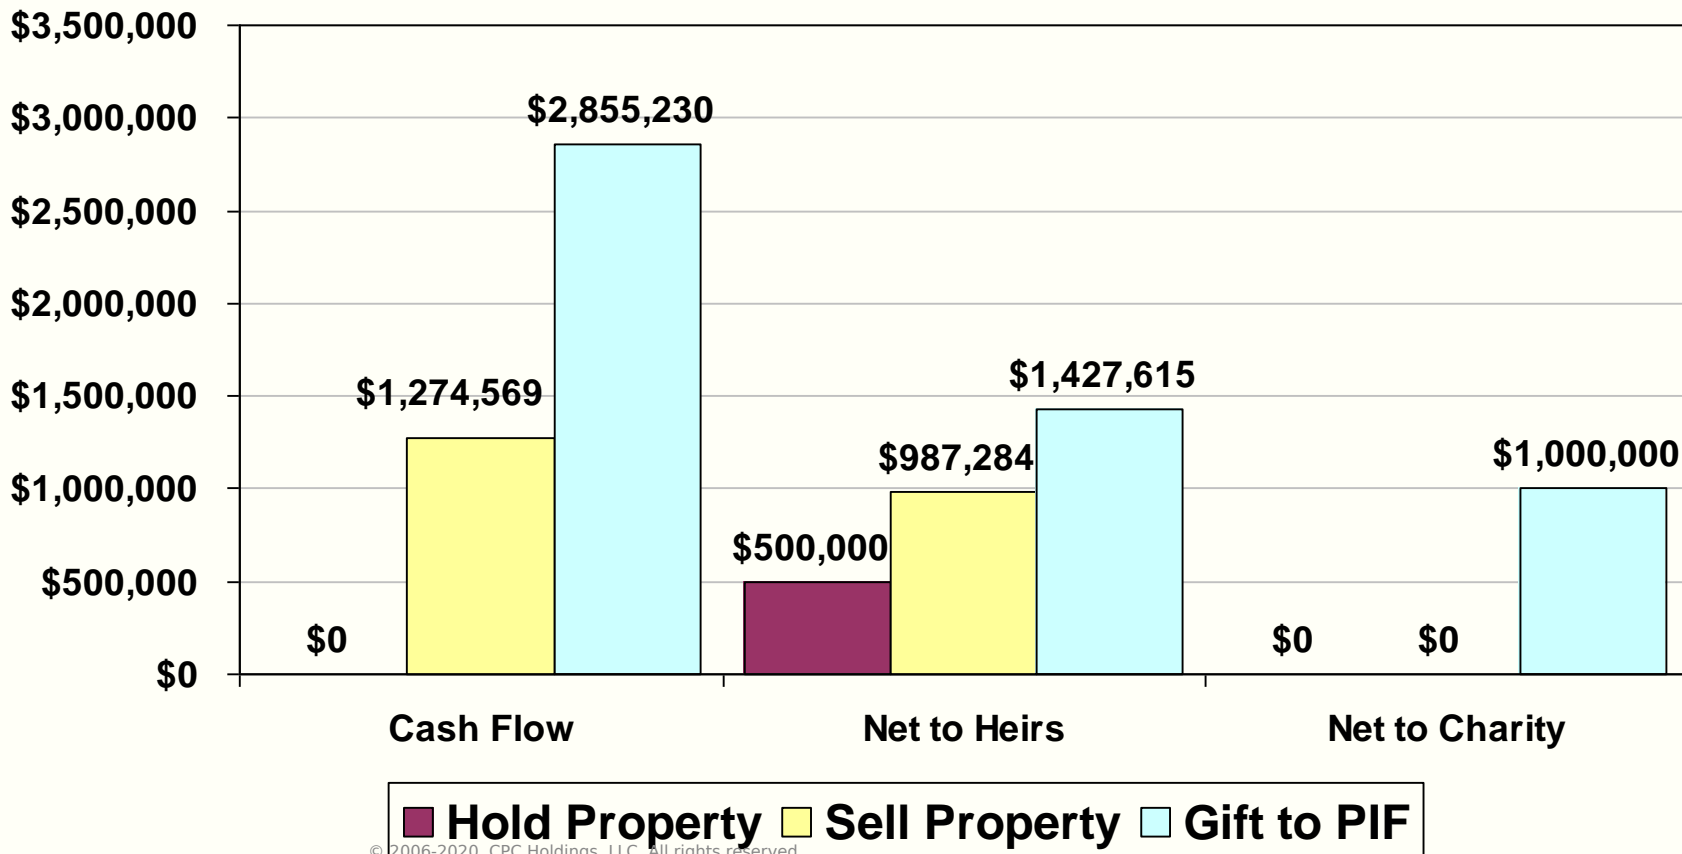 $3,500,000
$3,000,000
$2,500,000
$2,000,000
$1,500,000
$1,000,000
$500,000
$0
$0
$1,274,569
$2,855,230
$500,000
$987,284
$1,427,615
$0
$0
$1,000,000
Cash Flow
Net to Heirs
Net to Charity
Hold Property
Sell Property
Gift to PIF
© 2006-2020, CPC Holdings, LLC. All rights reserved